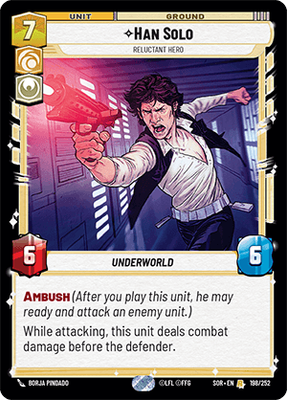 UNIT
GROUND
7
✧HAN SOLO
RELUCTANT HERO
6
6
UNDERWORLD
AMBUSH (After you play this unit, he may
ready and attack an enemy unit.)
While attacking, this unit deals combat
damage before the defender.
BORJA PINDADO
©LFL ©FFG
SOR • EN R 198/252